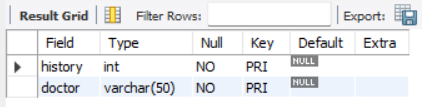 Result Grid Filter Rows: Export:
Field Type Null Key Default Extra
history int NO PRI NULL
doctor varchar(50) NO PRI NULL